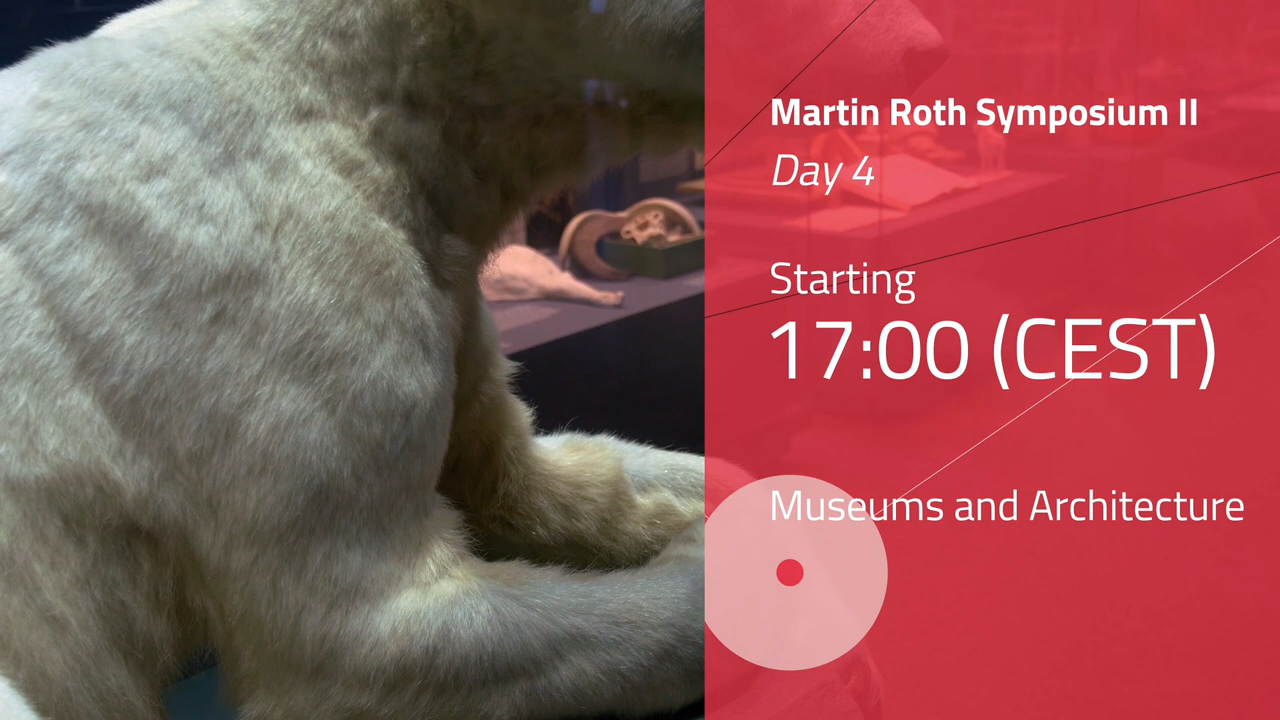 Martin Roth Symposium II
Day 4
Starting
17:00 (CEST)
Museums and Architecture